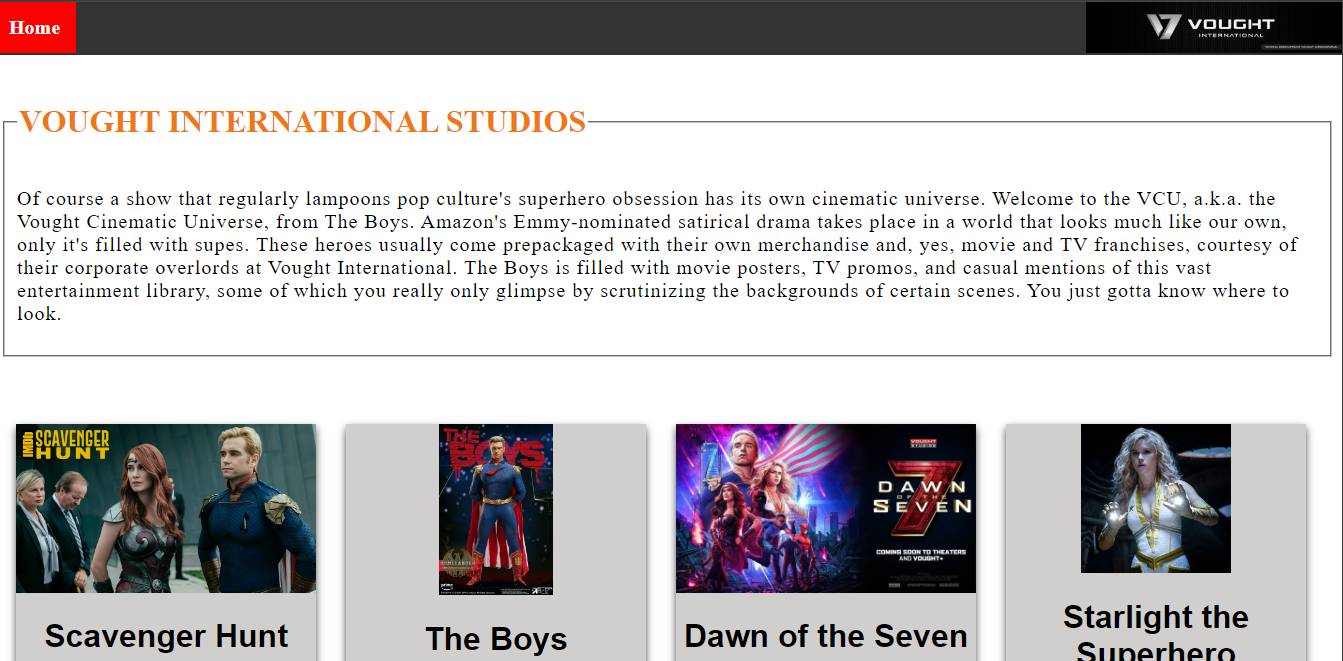 Home
VOUGHT
INTERNATIONAL
VOUGHT INTERNATIONAL STUDIOS
Of course a show that regularly lampoons pop culture's superhero obsession has its own cinematic universe. Welcome to the VCU, a.k.a. the
Vought Cinematic Universe, from The Boys. Amazon's Emmy-nominated satirical drama takes place in a world that looks much like our own,
only it's filled with supes. These heroes usually come prepackaged with their own merchandise and, yes, movie and TV franchises, courtesy of
their corporate overlords at Vought International. The Boys is filled with movie posters, TV promos, and casual mentions of this vast
entertainment library, some of which you really only glimpse by scrutinizing the backgrounds of certain scenes. You just gotta know where to
look.
IMDb SCAVENGER
HUNT
THE
BOYS
HOMELANDER
prime
STAR ACE
VOUGHT
STUDIOS
DAWN
OF THE
SEVEN
COMING SOON TO THEATERS
AND VOUGHT+
Scavenger Hunt
The Boys
Dawn of the Seven
Starlight the
Superhero